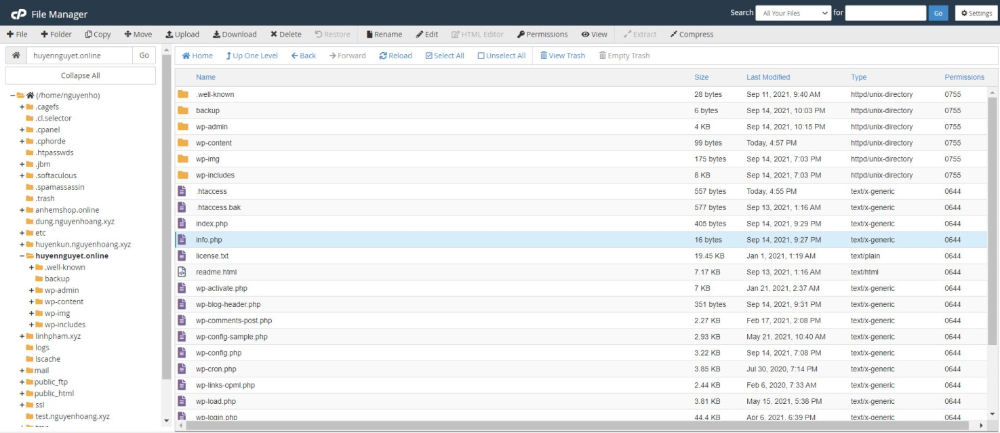 cP File Manager Search All Your Files for Go Settings
File Folder Copy Move Upload Download Delete Restore Rename Edit HTML Editor Permissions View Extract Compress
huyennguyet.online Go
Collapse All
(/home/nguyenho)
.cagefs
.cl.selector
.cpanel
.cphorde
.htpasswds
.jbm
.softaculous
.spamassassin
.trash
anhemshop.online
dung.nguyenhoang.xyz
etc
huyenkun.nguyenhoang.xyz
huyennguyet.online
.well-known
backup
wp-admin
wp-content
wp-img
wp-includes
linhpham.xyz
logs
lscache
mail
public_ftp
public_html
ssl
test.nguyenhoang.xyz
Home Up One Level Back Forward Reload Select All Unselect All View Trash Empty Trash
Name Size Last Modified Type Permissions
.well-known 28 bytes Sep 11, 2021, 9:40 AM httpd/unix-directory 0755
backup 6 bytes Sep 14, 2021, 10:03 PM httpd/unix-directory 0755
wp-admin 4 KB Sep 14, 2021, 10:15 PM httpd/unix-directory 0755
wp-content 99 bytes Today, 4:57 PM httpd/unix-directory 0755
wp-img 175 bytes Sep 14, 2021, 7:03 PM httpd/unix-directory 0755
wp-includes 8 KB Sep 14, 2021, 7:03 PM httpd/unix-directory 0755
.htaccess 557 bytes Today, 4:55 PM text/x-generic 0644
.htaccess.bak 577 bytes Sep 13, 2021, 1:16 AM text/x-generic 0644
index.php 405 bytes Sep 14, 2021, 9:29 PM text/x-generic 0644
info.php 16 bytes Sep 14, 2021, 9:27 PM text/x-generic 0644
license.txt 19.45 KB Jan 1, 2021, 1:19 AM text/plain 0644
readme.html 7.17 KB Sep 13, 2021, 1:16 AM text/html 0644
wp-activate.php 7 KB Jan 21, 2021, 2:37 AM text/x-generic 0644
wp-blog-header.php 351 bytes Sep 14, 2021, 9:31 PM text/x-generic 0644
wp-comments-post.php 2.27 KB Feb 17, 2021, 2:08 PM text/x-generic 0644
wp-config-sample.php 2.93 KB May 21, 2021, 10:40 AM text/x-generic 0644
wp-config.php 3.22 KB Sep 14, 2021, 7:08 PM text/x-generic 0644
wp-cron.php 3.85 KB Jul 30, 2020, 7:14 PM text/x-generic 0644
wp-links-opml.php 2.44 KB Feb 6, 2020, 7:33 AM text/x-generic 0644
wp-load.php 3.81 KB May 15, 2021, 5:38 PM text/x-generic 0644
wp-login.php 44.4 KB Apr 6, 2021, 6:39 PM text/x-generic 0644